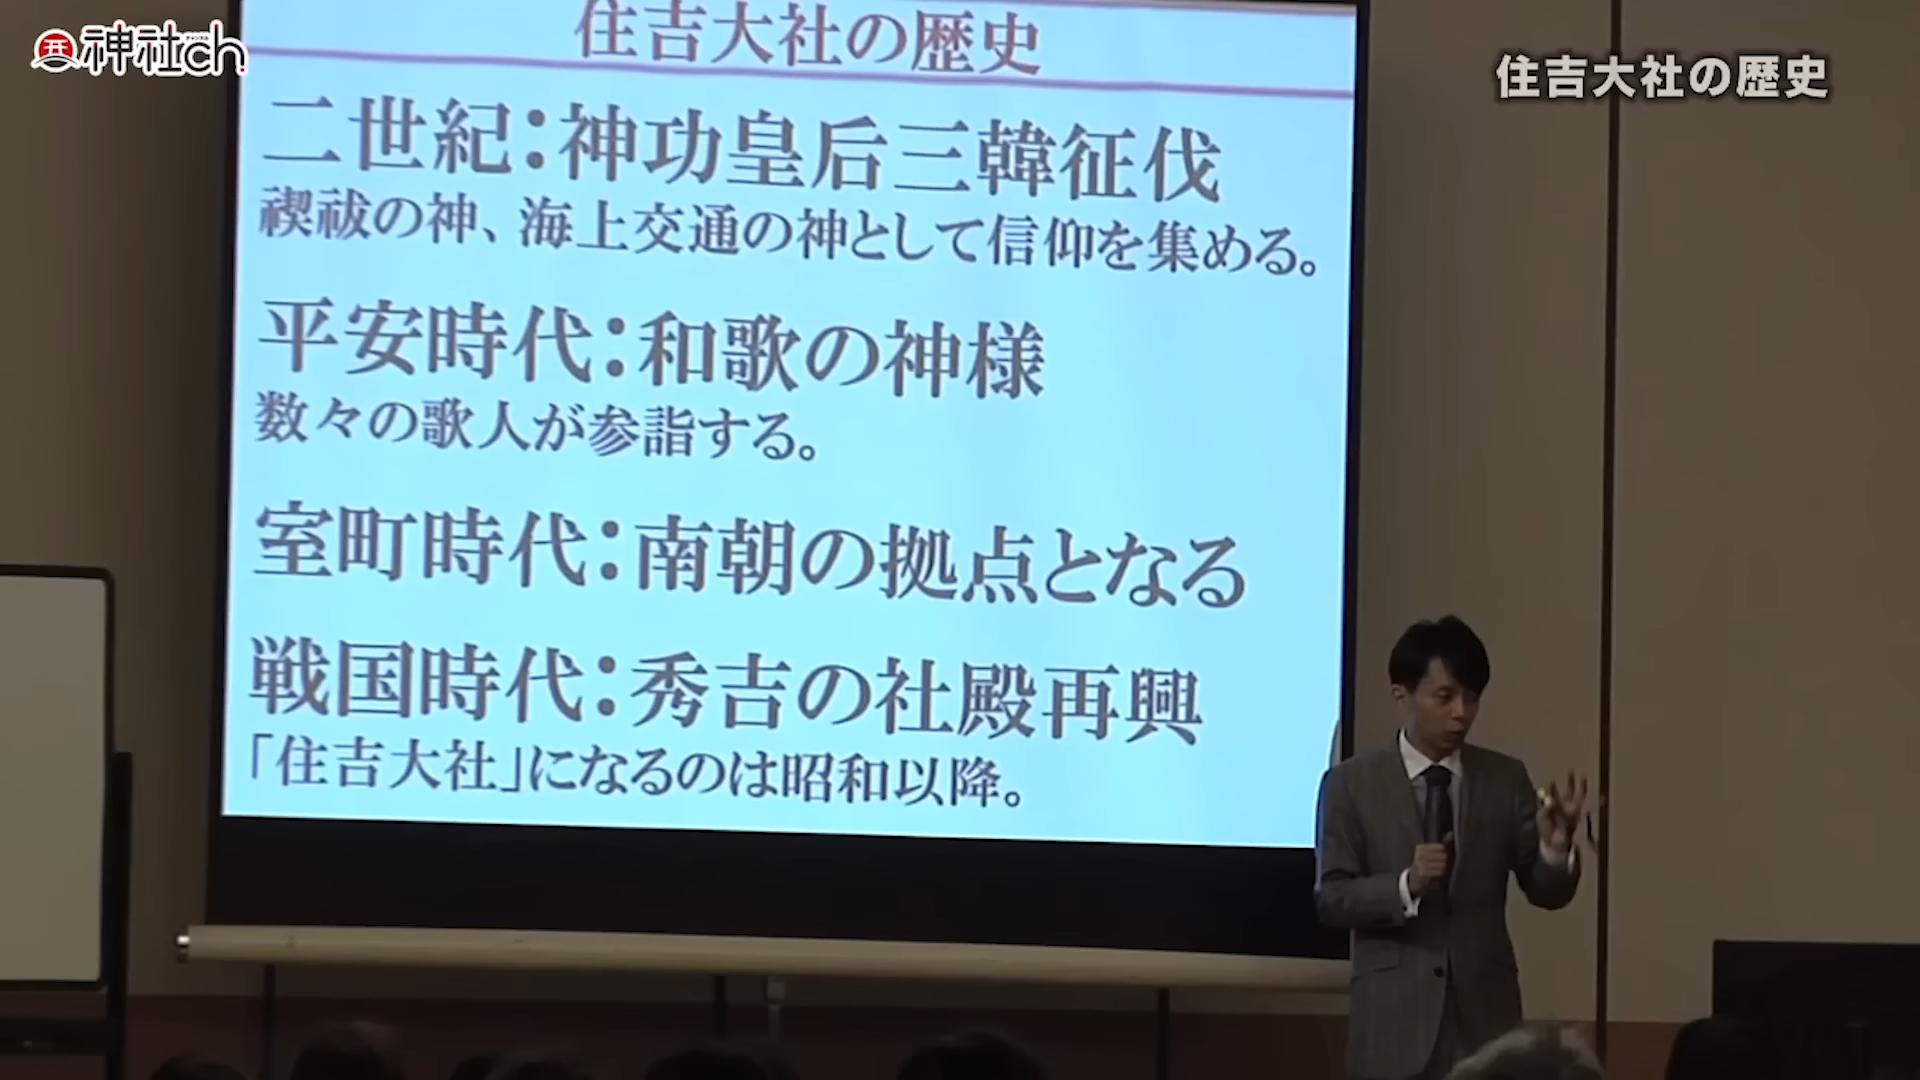 神社ch
チャンネル
住吉大社の歴史
住吉大社の歴史
二世紀：神功皇后三韓征伐
禊祓の神、海上交通の神として信仰を集める。
平安時代：和歌の神様
数々の歌人が参詣する。
室町時代：南朝の拠点となる
戦国時代：秀吉の社殿再興
「住吉大社」になるのは昭和以降。